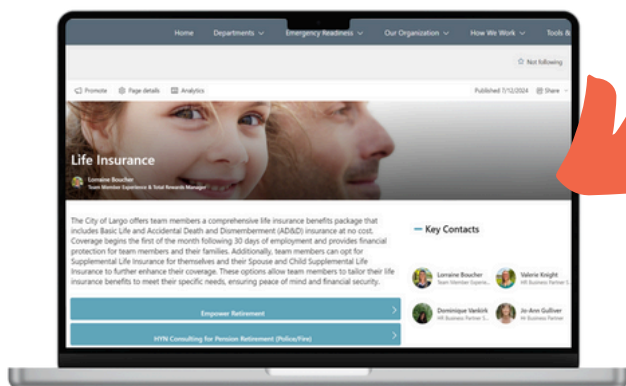 Home Departments Emergency Readiness Our Organization How We Work Tools &
Not following
Promote Page details Analytics
Published 7/12/2024 Share
Life Insurance
Lorraine Boucher
Team Member Experience & Total Rewards Manager
The City of Largo offers team members a comprehensive life
insurance benefits package that
includes Basic Life and Accidental Death and Dismemberment (AD&D) insurance at no cost.
Coverage begins the first of the month following 30 days of employment and provides financial
protection for team members and their families. Additionally, team members can opt for
Supplemental Life Insurance for themselves and their Spouse and Child Supplemental Life
Insurance to further enhance their coverage. These options allow team members to tailor their life
insurance benefits to meet their specific needs, ensuring peace of mind and financial security.
Empower Retirement
HYN Consulting for Pension Retirement (Police/Fire)
Key Contacts
Lorraine Boucher
Team Member Experie...
Valerie Knight
HR Business Partner S...
Dominique Vankirk
HR Business Partner S...
Jo-Ann Gulliver
Hr Business Partner